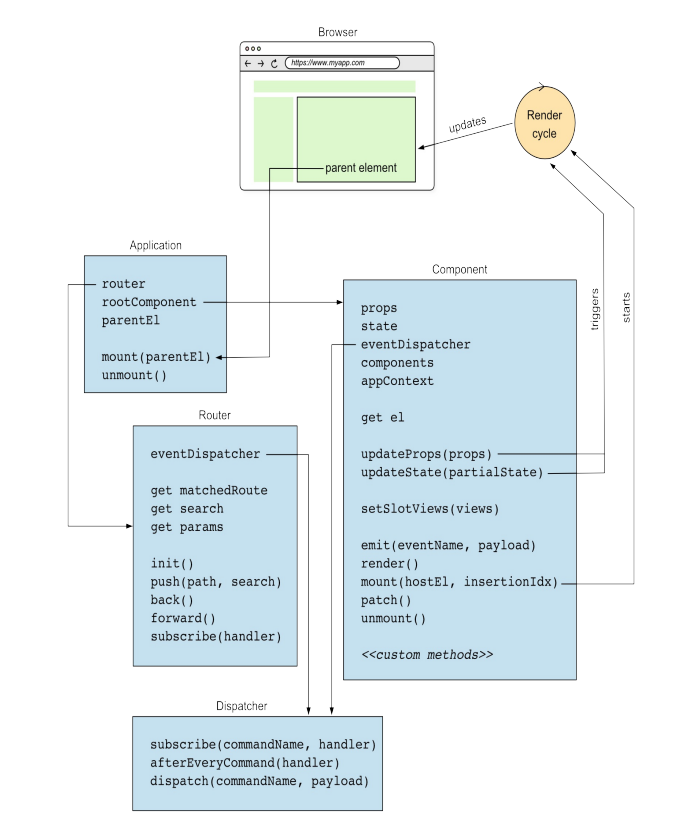 Browser
https://www.myapp.com
Render
cycle
updates
parent element
Application
router
rootComponent
parentEl
mount(parentEl)
unmount()
Component
props
state
eventDispatcher
components
appContext
get el
updateProps(props)
updateState(partialState)
setSlotViews(views)
emit(eventName, payload)
render()
mount(hostEl, insertionIdx)
patch()
unmount()
<<custom methods>>
triggers
starts
Router
eventDispatcher
get matchedRoute
get search
get params
init()
push(path, search)
back()
forward()
subscribe(handler)
Dispatcher
subscribe(commandName, handler)
afterEveryCommand(handler)
dispatch(commandName, payload)